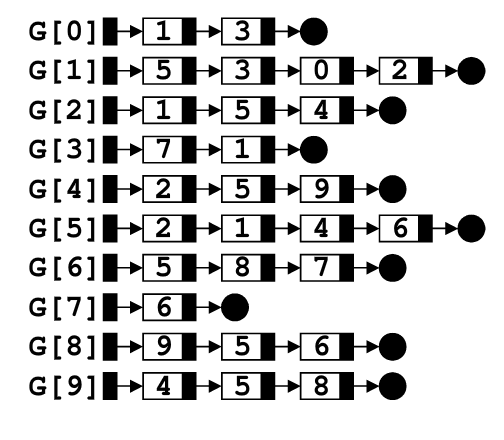 G[0] 1 3
G[1] 5 3 0 2
G[2] 1 5 4
G[3] 7 1
G[4] 2 5 9
G[5] 2 1 4 6
G[6] 5 8 7
G[7] 6
G[8] 9 5 6
G[9] 4 5 8